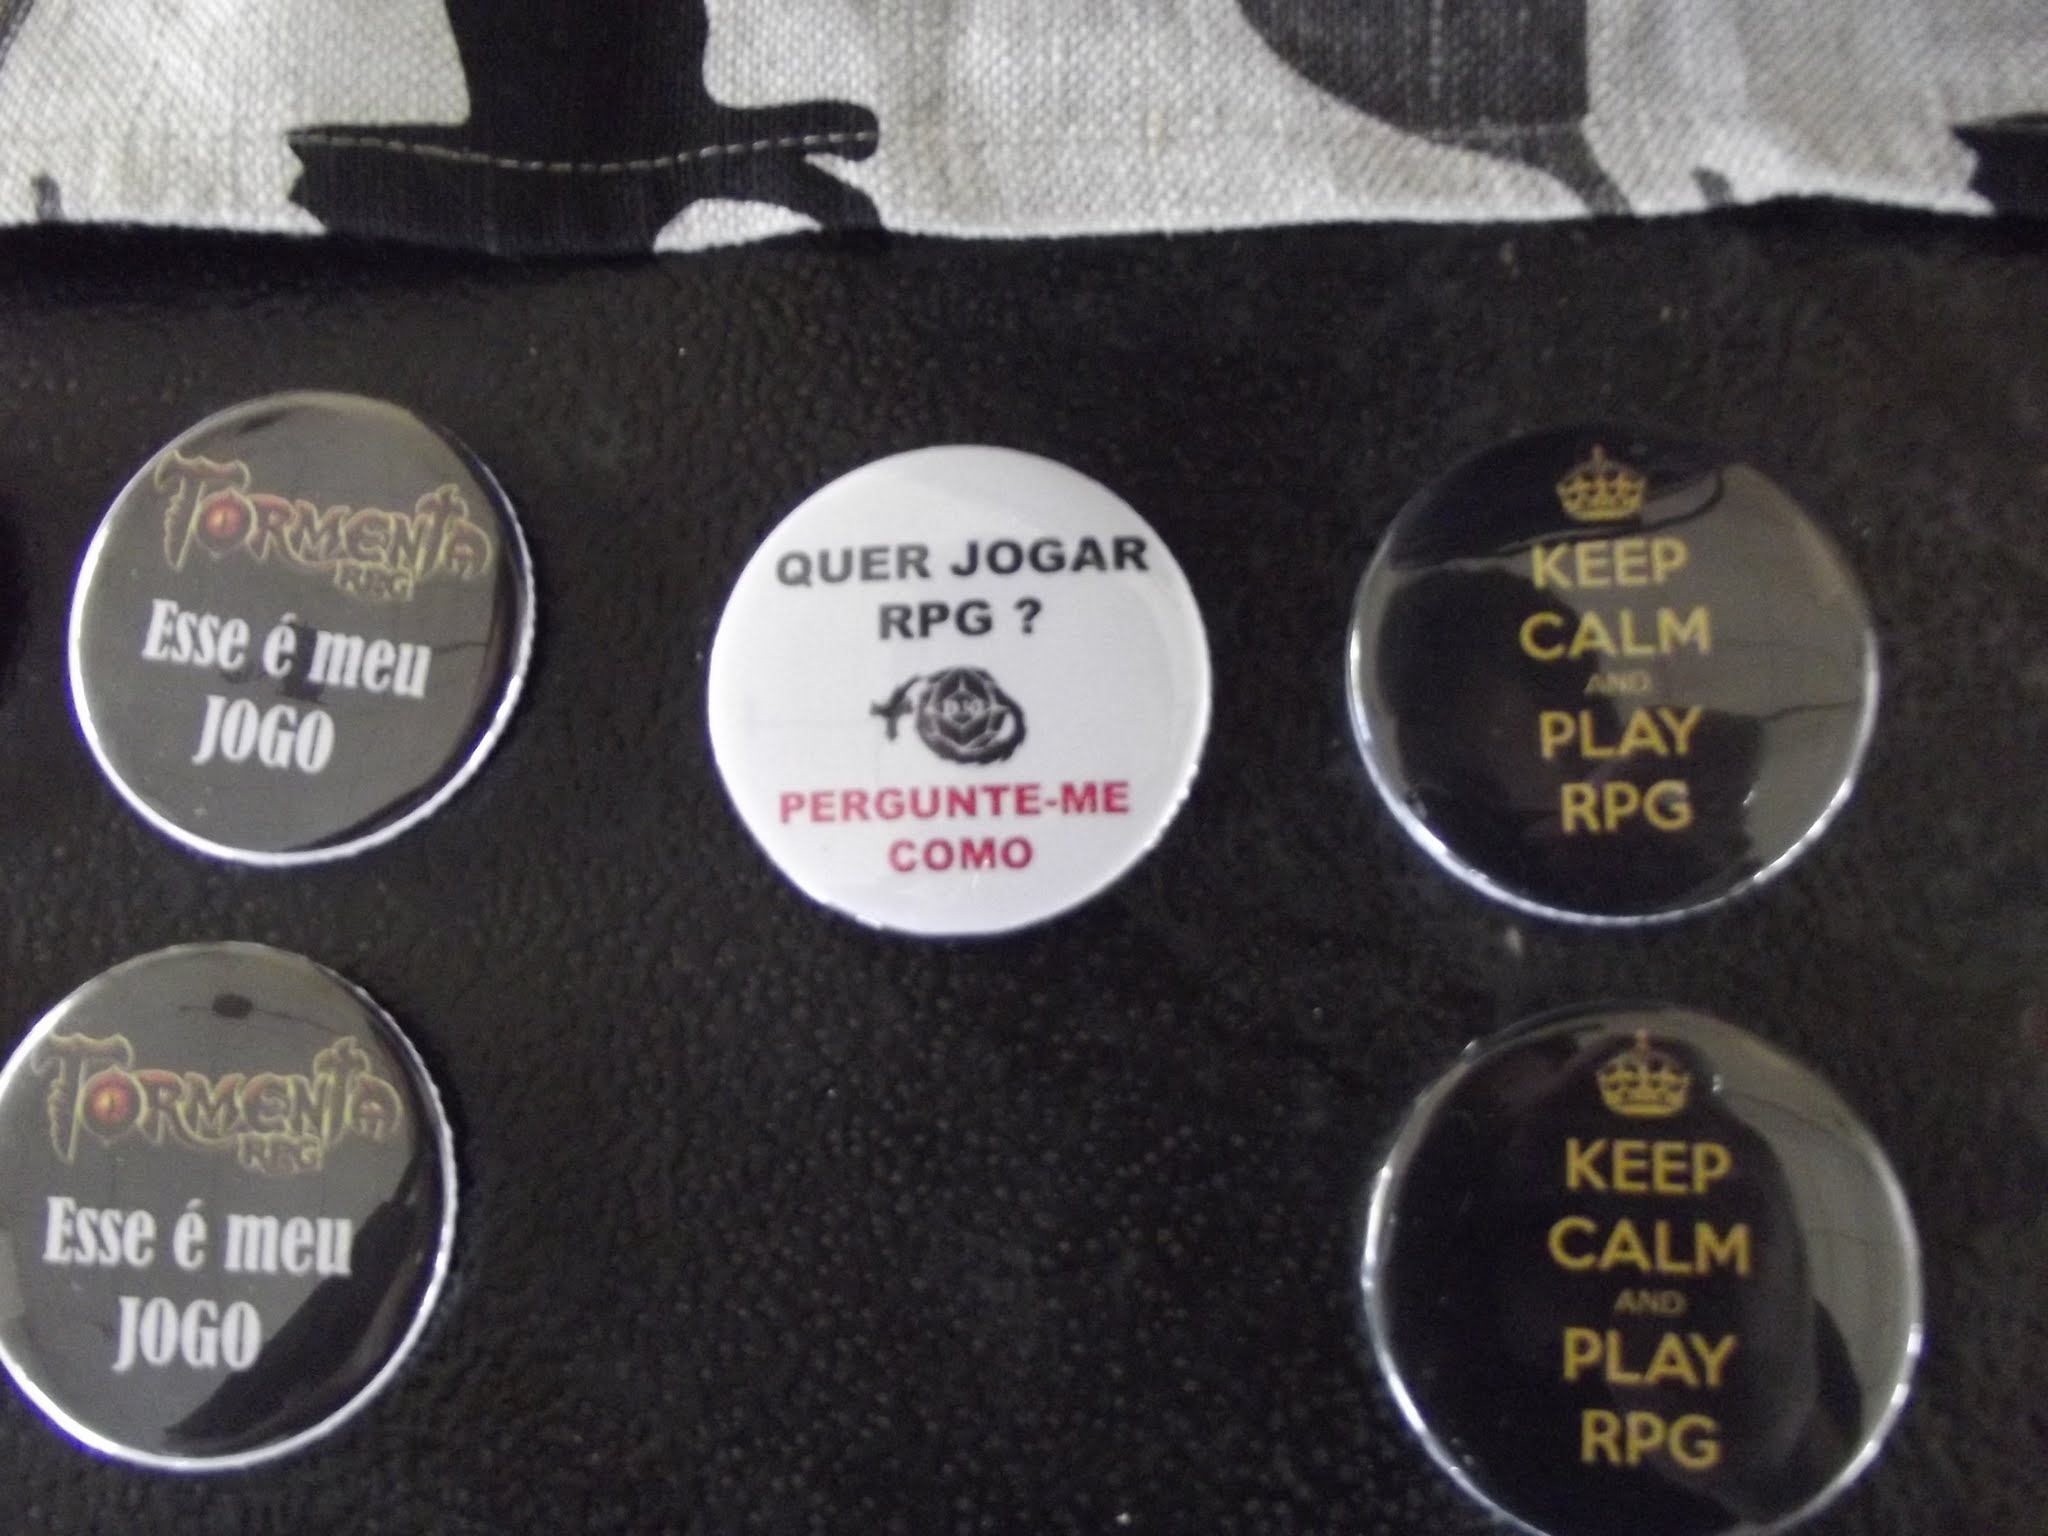 TORMENTA
RPG
Esse é meu
JOGO
QUER JOGAR
RPG ?
PERGUNTE-ME
COMO
KEEP
CALM
AND
PLAY
RPG
TORMENTA
RPG
Esse é meu
JOGO
KEEP
CALM
AND
PLAY
RPG